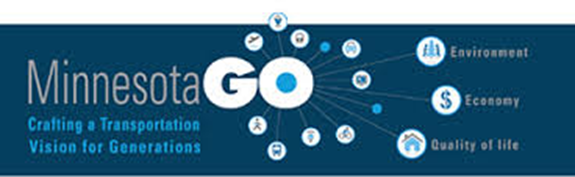 MinnesotaGO
Crafting a Transportation
Vision for Generations
Environment
$ Economy
Quality of life